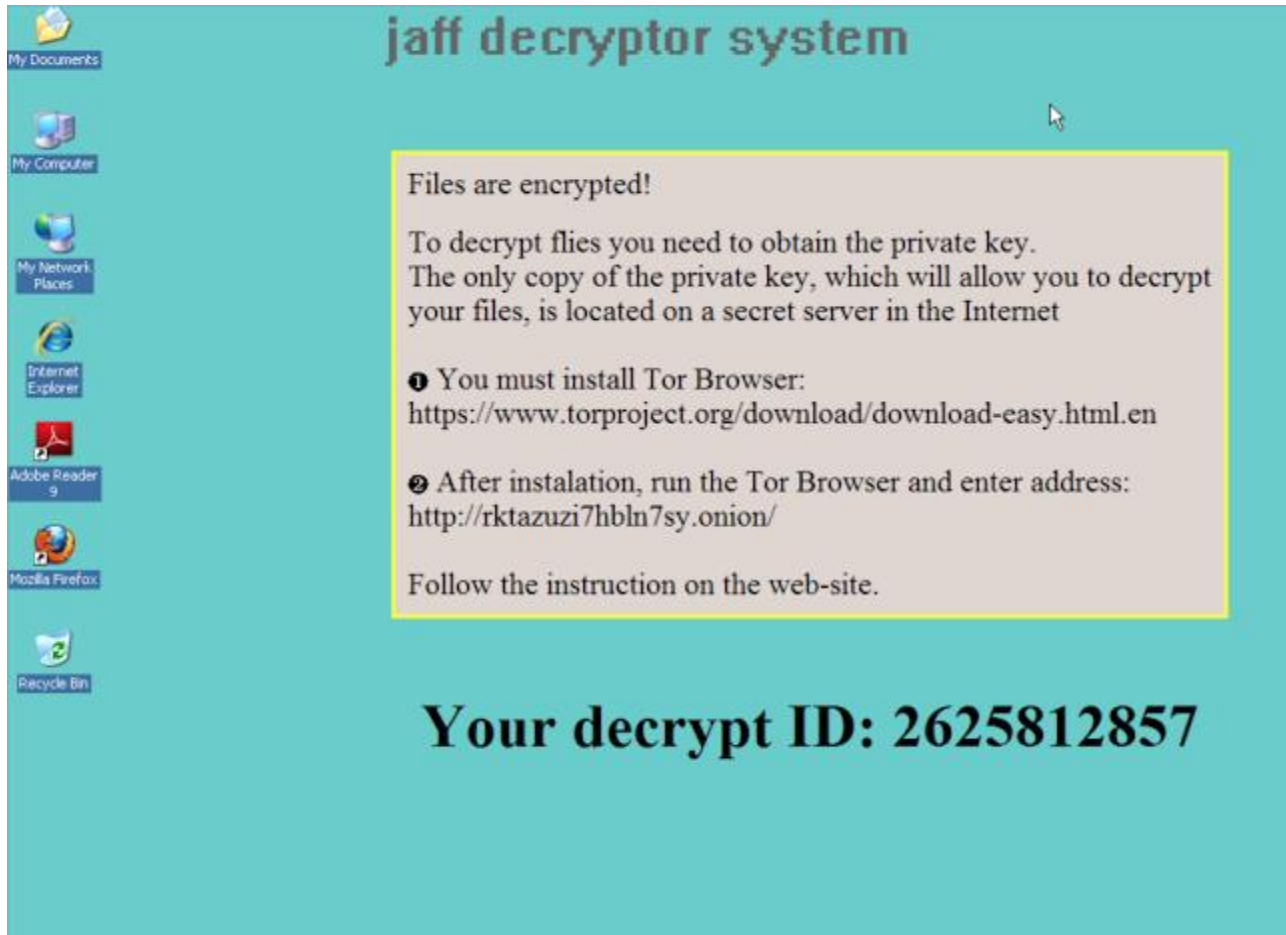 jaff decryptor system
My Documents
My Computer
My Network
Places
Internet
Explorer
Adobe Reader
9
Mozilla Firefox
Recycle Bin
Files are encrypted!
To decrypt flies you need to obtain the private key.
The only copy of the private key, which will allow you to decrypt
your files, is located on a secret server in the Internet
❶ You must install Tor Browser:
https://www.torproject.org/download/download-easy.html.en
❷ After instalation, run the Tor Browser and enter address:
http://rktazuzi7hbln7sy.onion/
Follow the instruction on the web-site.
Your decrypt ID: 2625812857